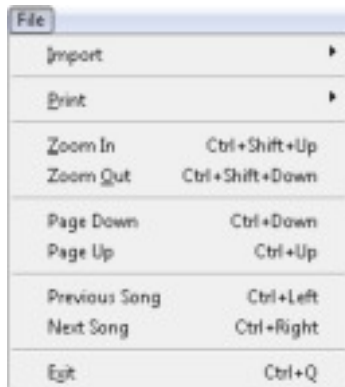 File
Import
Print
Zoom In Ctrl+Shift+Up
Zoom Out Ctrl+Shift+Down
Page Down Ctrl+Down
Page Up Ctrl+Up
Previous Song Ctrl+Left
Next Song Ctrl+Right
Exit Ctrl+Q